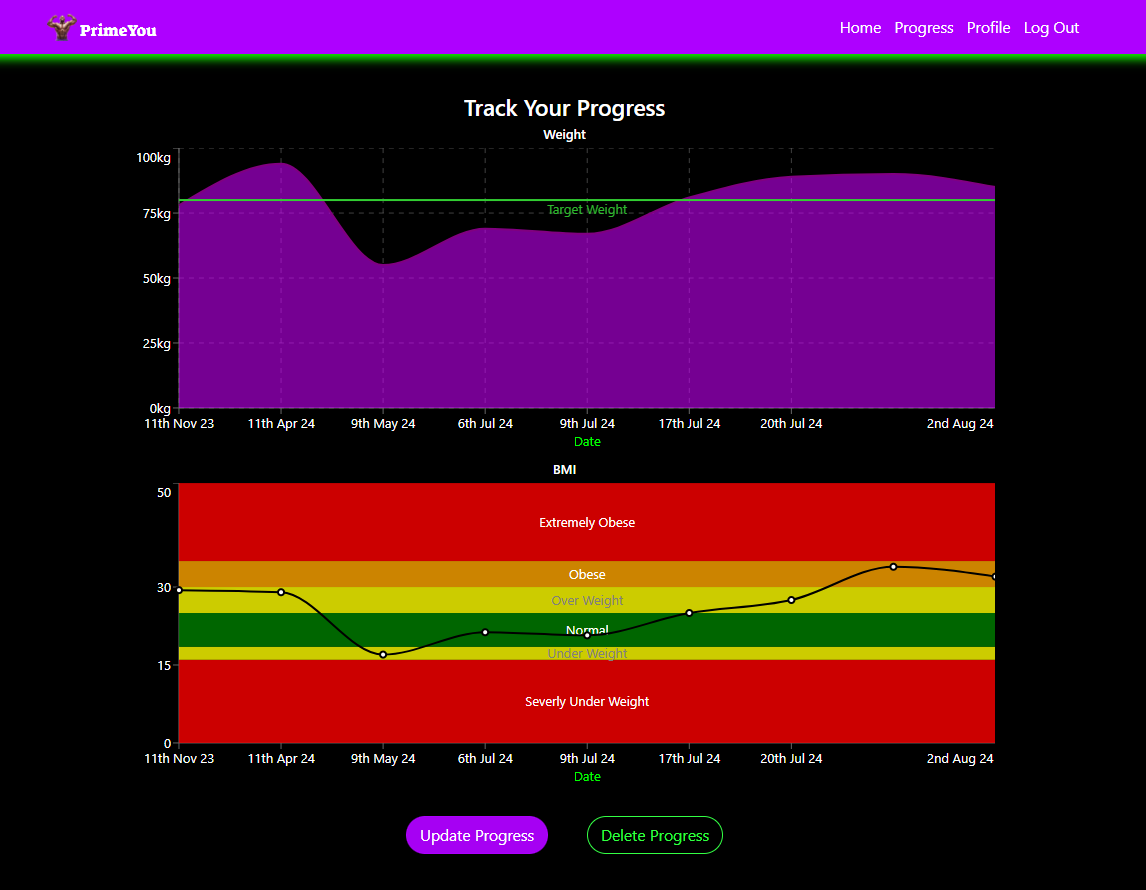 PrimeYou
Home Progress Profile Log Out
Track Your Progress
Weight
100kg
Target Weight
75kg
50kg
25kg
0kg
11th Nov 23 11th Apr 24 9th May 24 6th Jul 24 9th Jul 24 17th Jul 24 20th Jul 24 2nd Aug 24
Date
BMI
50
Extremely Obese
Obese
30
Over Weight
Normal
Under Weight
15
Severly Under Weight
0
11th Nov 23 11th Apr 24 9th May 24 6th Jul 24 9th Jul 24 17th Jul 24 20th Jul 24 2nd Aug 24
Date
Update Progress Delete Progress